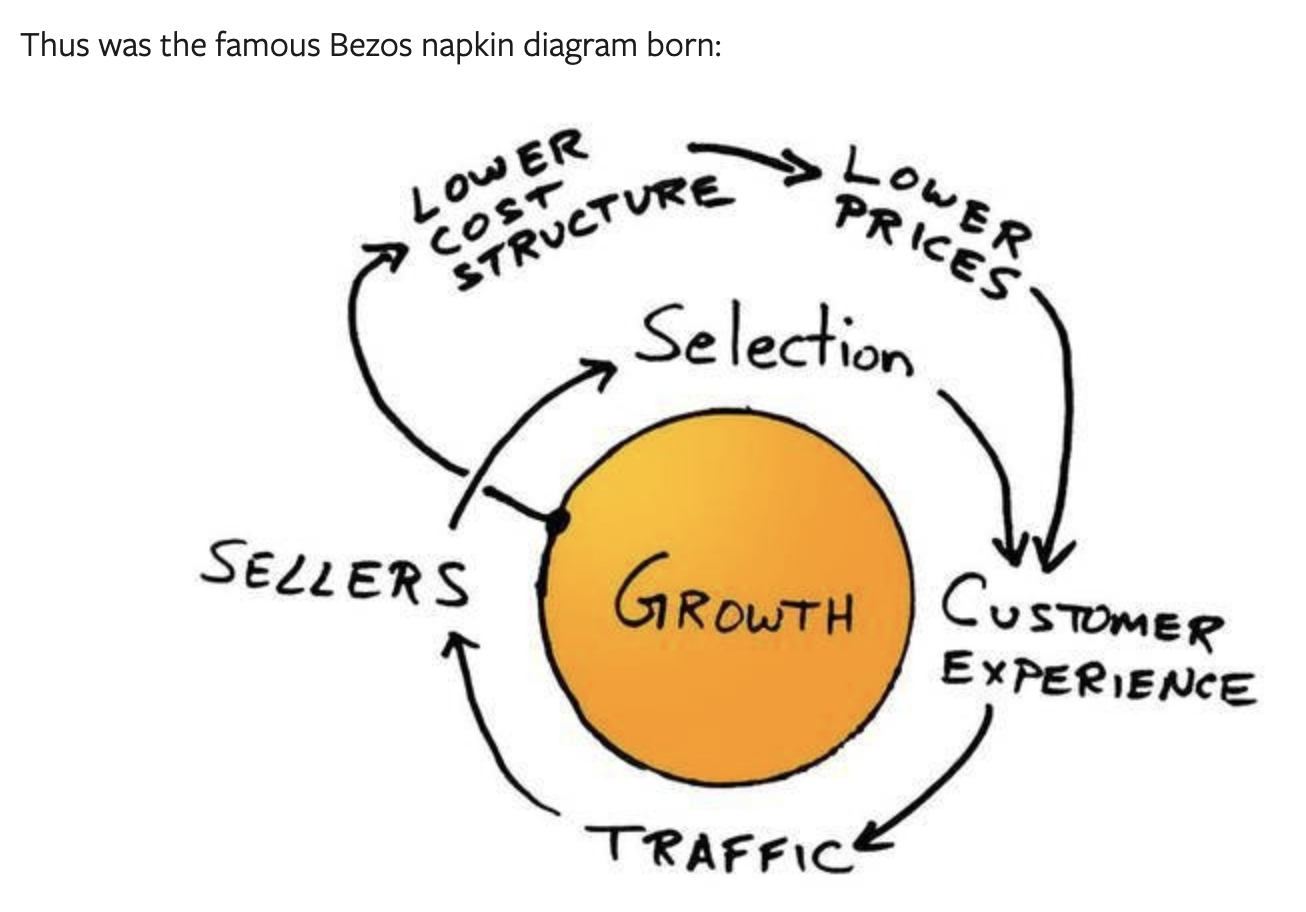 Thus was the famous Bezos napkin diagram born:
LOWER
COST
STRUCTURE
LOWER
PRICES
Selection
SELLERS
GROWTH
CUSTOMER
EXPERIENCE
TRAFFIC